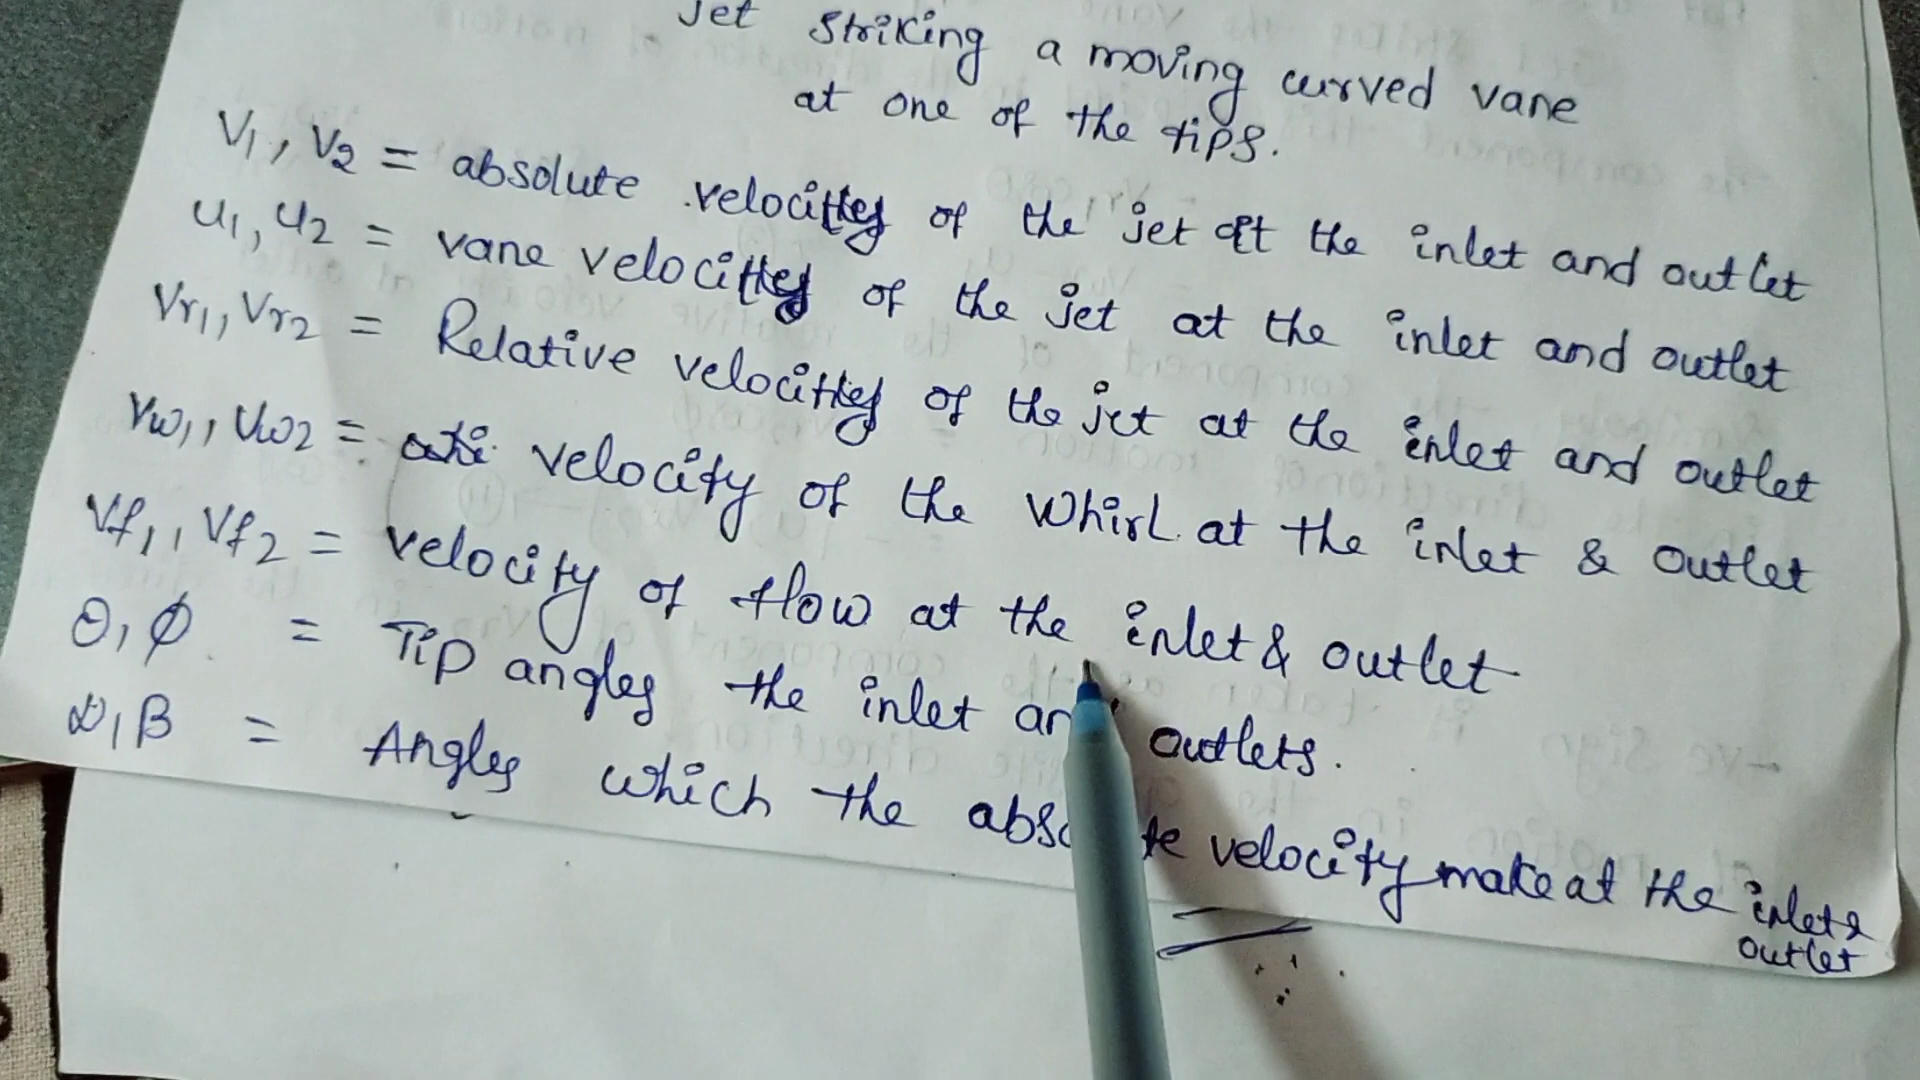 Jet striking a moving curved vane
at one of the tips.
V1, V2 = absolute velocities of the jet at the inlet and outlet
u1, u2 = vane velocities of the jet at the inlet and outlet
Vr1, Vr2 = Relative velocities of the jet at the inlet and outlet
Vw1, Vw2 = velocity of the whirl at the inlet & outlet
Vf1, Vf2 = velocity of flow at the inlet & outlet
θ, φ = Tip angles the inlet and outlets.
α, β = Angles which the absolute velocity make at the inlet &
outlet